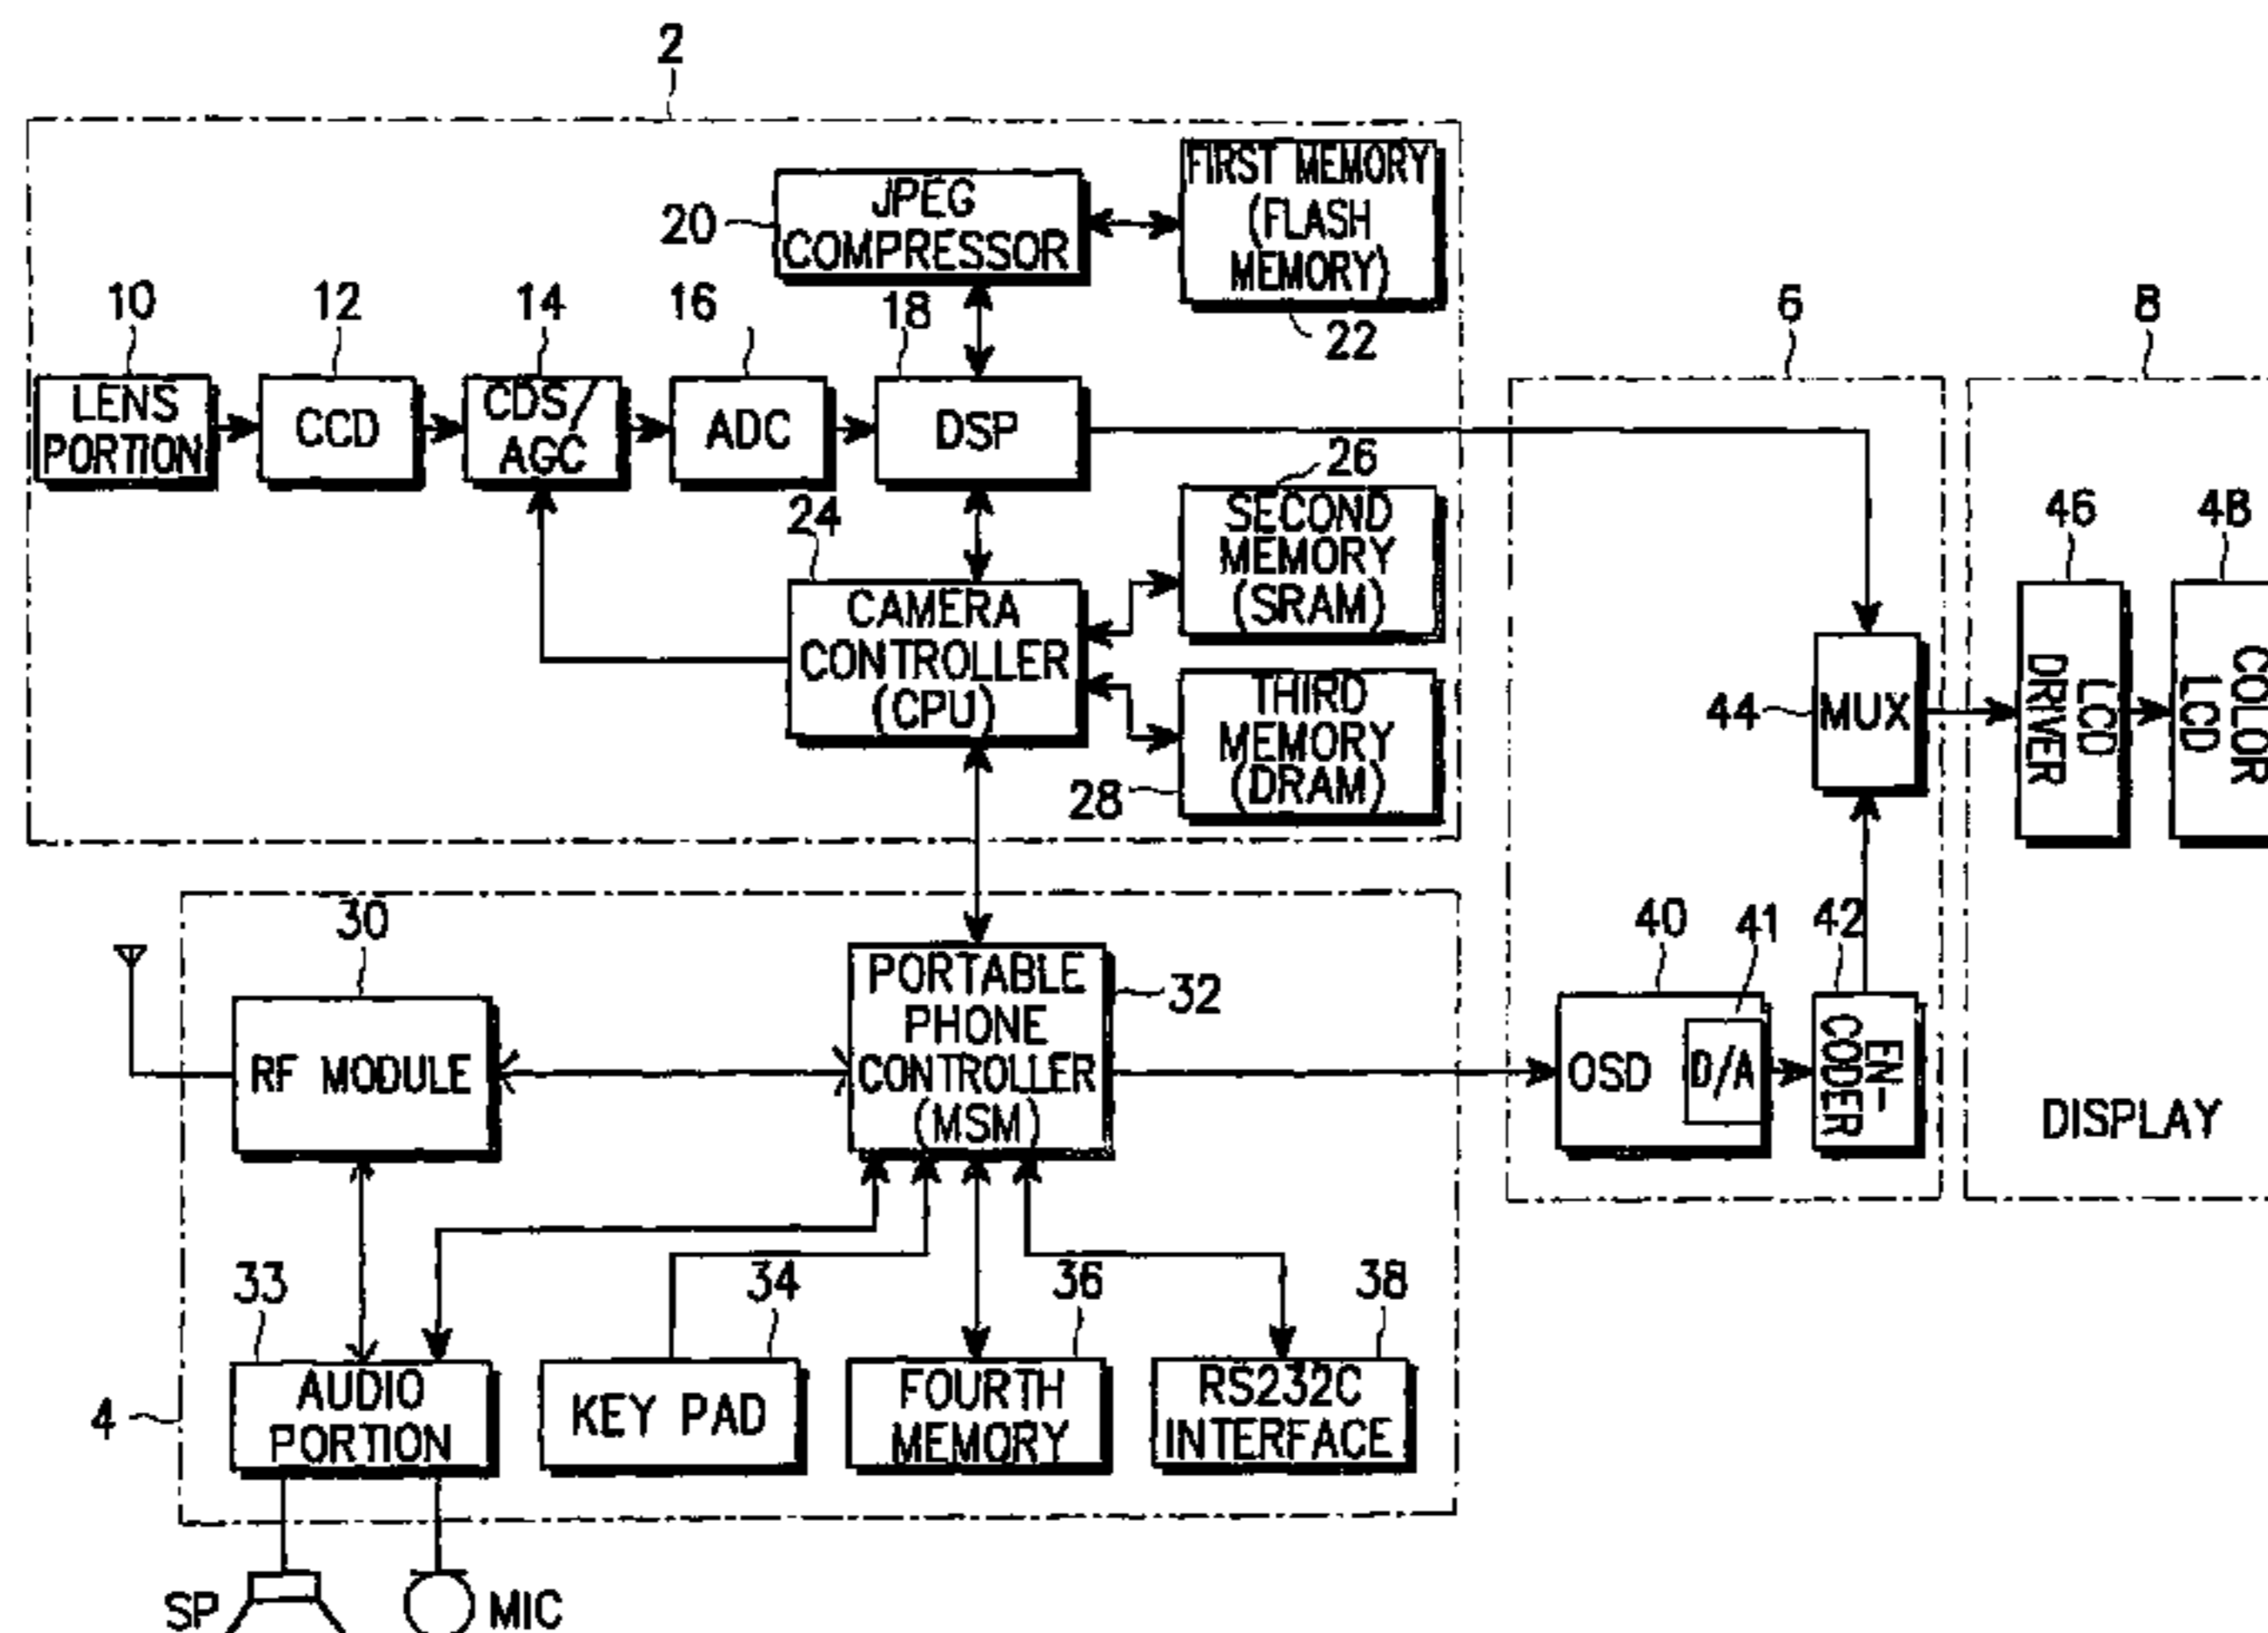 2
JPEG
COMPRESSOR
20
FIRST MEMORY
(FLASH
MEMORY)
22
10
12
14
16
18
6
8
LENS
PORTION
CCD
CDS/
AGC
ADC
DSP
24
26
SECOND
MEMORY
(SRAM)
46
48
CAMERA
CONTROLLER
(CPU)
THIRD
MEMORY
(DRAM)
28
44
MUX
LCD
DRIVER
COLOR
LCD
30
RF MODULE
PORTABLE
PHONE
CONTROLLER
(MSM)
32
40
41
42
OSD
D/A
EN-
CODER
DISPLAY
33
34
36
38
4
AUDIO
PORTION
KEY PAD
FOURTH
MEMORY
RS232C
INTERFACE
SP
MIC